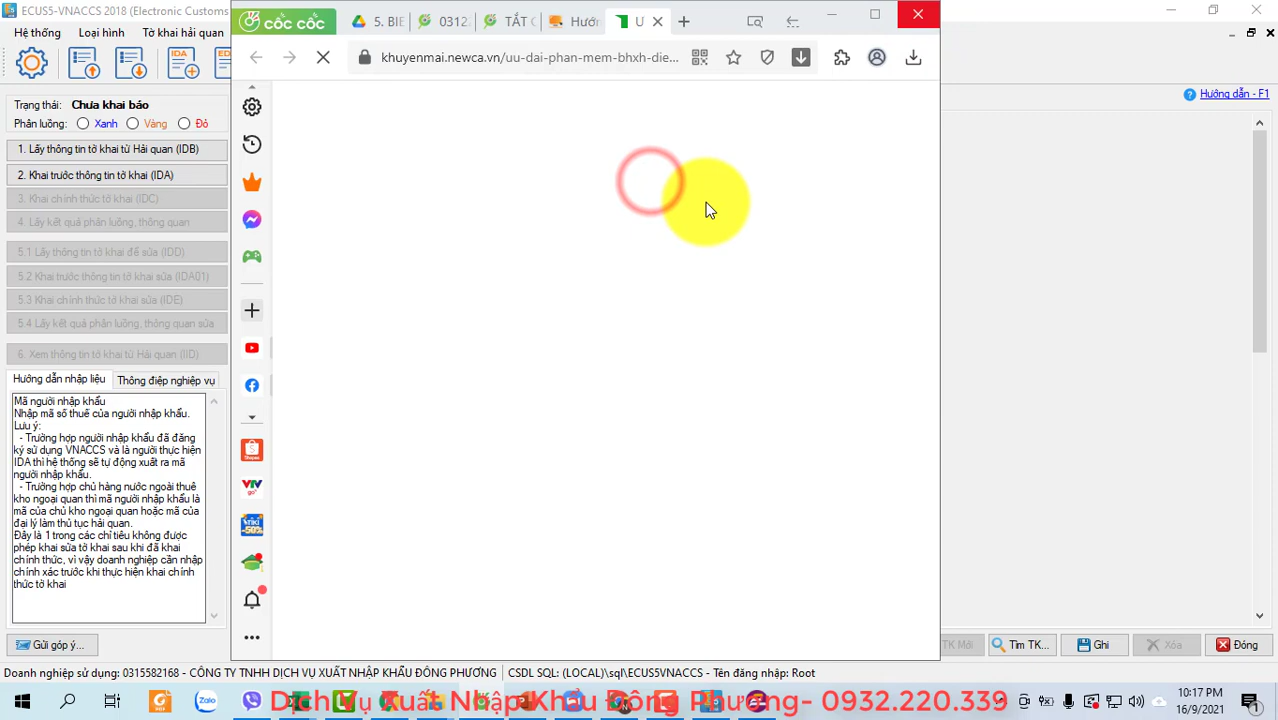 ECUS5-VNACCS 2018 (Electronic Customs
Hệ thống
Loại hình
Tờ khai hải quan
IDA
Trạng thái: Chưa khai báo
Phân luồng: Xanh Vàng Đỏ
1. Lấy thông tin tờ khai từ Hải quan (IDB)
2. Khai trước thông tin tờ khai (IDA)
3. Khai chính thức tờ khai (IDC)
4. Lấy kết quả phân luồng, thông quan
5.1 Lấy thông tin tờ khai để sửa (IDD)
5.2 Khai trước thông tin tờ khai sửa (IDA01)
5.3 Khai chính thức tờ khai sửa (IDE)
5.4 Lấy kết quả phân luồng, thông quan sửa
6. Xem thông tin tờ khai từ Hải quan (IID)
Hướng dẫn nhập liệu
Thông điệp nghiệp vụ
Mã người nhập khẩu
Nhập mã số thuế của người nhập khẩu.
Lưu ý:
- Trường hợp người nhập khẩu đã đăng
ký sử dụng VNACCS và là người thực hiện
IDA thì hệ thống sẽ tự động xuất ra mã
người nhập khẩu.
- Trường hợp chủ hàng nước ngoài thuê
kho ngoại quan thì mã người nhập khẩu là
mã của chủ kho ngoại quan hoặc mã của
đại lý làm thủ tục hải quan.
Đây là 1 trong các chỉ tiêu không được
phép khai sửa tờ khai sau khi đã khai
chính thức, vì vậy doanh nghiệp cần nhập
chính xác trước khi thực hiện khai chính
thức tờ khai
Gửi góp ý...
cốc cốc
5. BIE
0312.
TẤT C
Hướn
U
khuyenmai.newca.vn/uu-dai-phan-mem-bhxh-die...
Shopee
VTV
go
Tiki
-50%
Hướng dẫn - F1
TK Mới
Tìm TK...
Ghi
Xóa
Đóng
Doanh nghiệp sử dụng: 0315582168 - CÔNG TY TNHH DỊCH VỤ XUẤT NHẬP KHẨU ĐÔNG PHƯƠNG
CSDL SQL: (LOCAL)\sql\ECUS5VNACCS - Tên đăng nhập: Root
Zalo
Dịch Vụ Xuất Nhập Khẩu Đông Phương- 0932.220.339
10:17 PM
16/9/2021